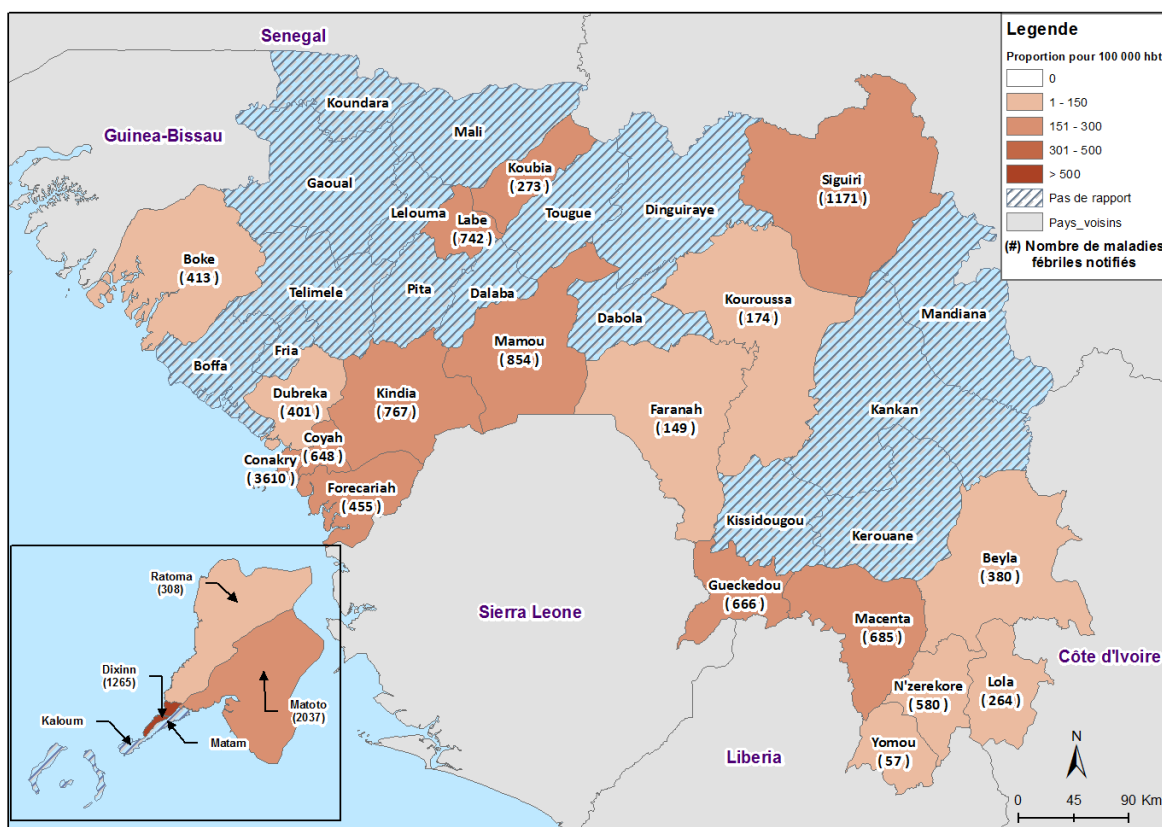 Senegal
Guinea-Bissau
Sierra Leone
Liberia
Côte d'Ivoire
Koundara
Mali
Gaoual
Koubia
( 273 )
Lelouma
Labe
( 742 )
Tougue
Dinguiraye
Siguiri
( 1171 )
Boke
( 413 )
Telimele
Pita
Dalaba
Kouroussa
( 174 )
Mandiana
Dabola
Mamou
( 854 )
Boffa
Fria
Dubreka
( 401 )
Kindia
( 767 )
Faranah
( 149 )
Kankan
Coyah
( 648 )
Conakry
( 3610 )
Forecariah
( 455 )
Kissidougou
Kerouane
Beyla
( 380 )
Gueckedou
( 666 )
Macenta
( 685 )
N'zerekore
( 580 )
Lola
( 264 )
Yomou
( 57 )
Ratoma
(308)
Dixinn
(1265)
Matoto
(2037)
Kaloum
Matam
Legende
Proportion pour 100 000 hbt
0
1 - 150
151 - 300
301 - 500
> 500
Pas de rapport
Pays_voisins
(#) Nombre de maladies
fébriles notifiés
N
0 45 90 Km